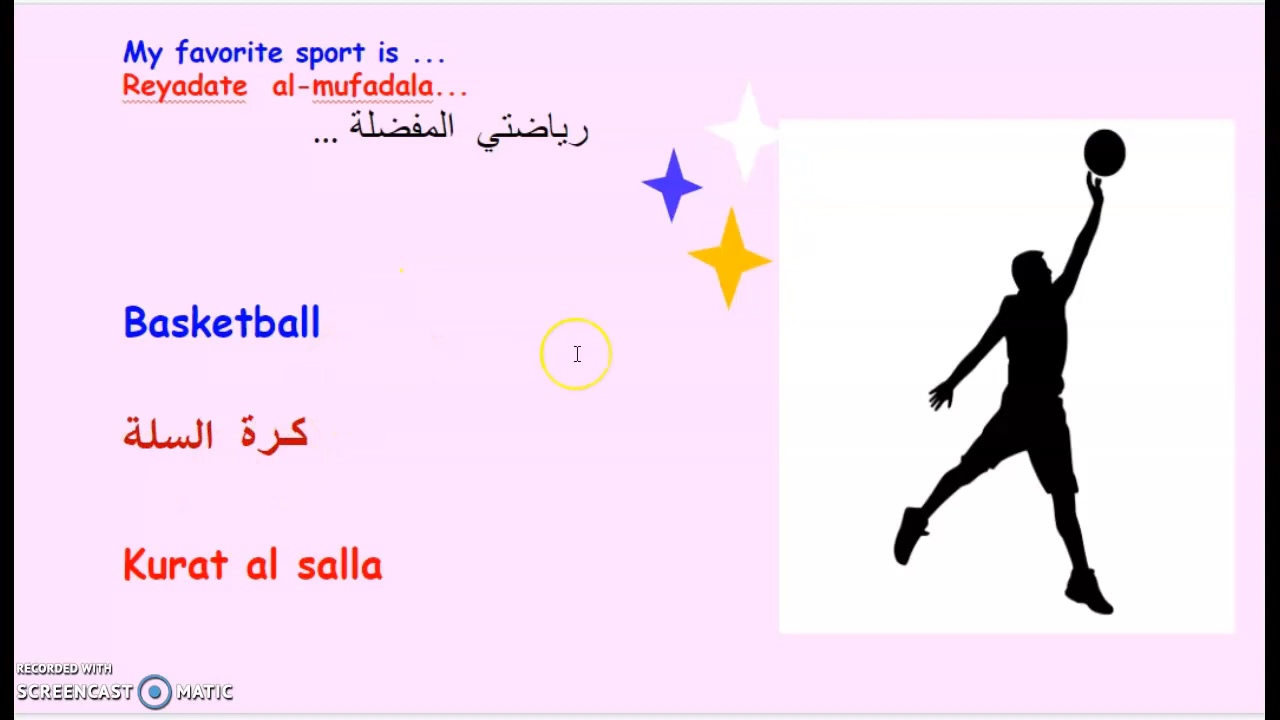 My favorite sport is ...
Reyadate al-mufadala...
رياضتي المفضلة ...
Basketball
كرة السلة
Kurat al salla
RECORDED WITH
SCREENCAST MATIC